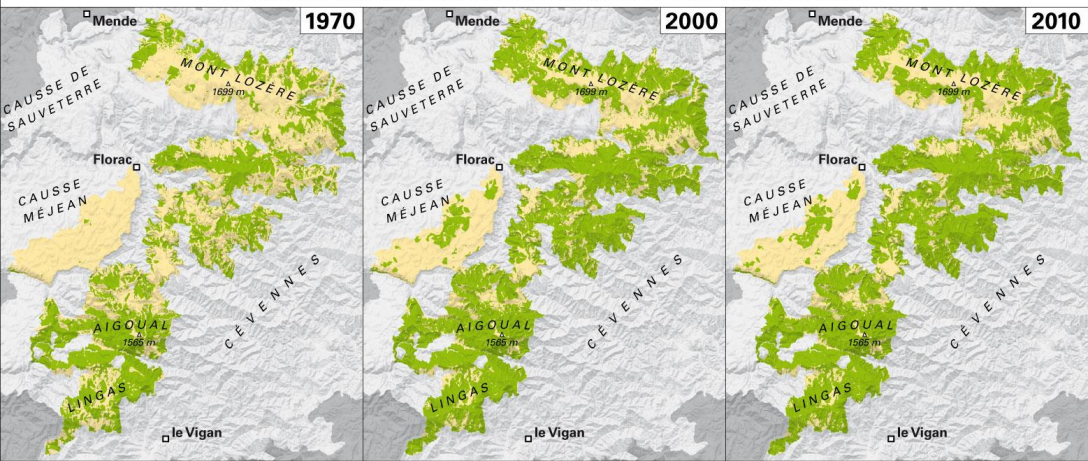 1970
Mende
CAUSSE DE
SAUVETERRE
MONT LOZÈRE
1699 m
Florac
CAUSSE
MÉJEAN
CÉVENNES
AIGOUAL
1565 m
LINGAS
le Vigan
2000
Mende
CAUSSE DE
SAUVETERRE
MONT LOZÈRE
1699 m
Florac
CAUSSE
MÉJEAN
CÉVENNES
AIGOUAL
1565 m
LINGAS
le Vigan
2010
Mende
CAUSSE DE
SAUVETERRE
MONT LOZÈRE
1699 m
Florac
CAUSSE
MÉJEAN
CÉVENNES
AIGOUAL
1565 m
LINGAS
le Vigan